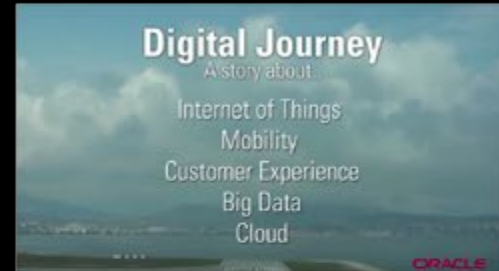 Digital Journey
A story about...
Internet of Things
Mobility
Customer Experience
Big Data
Cloud
ORACLE